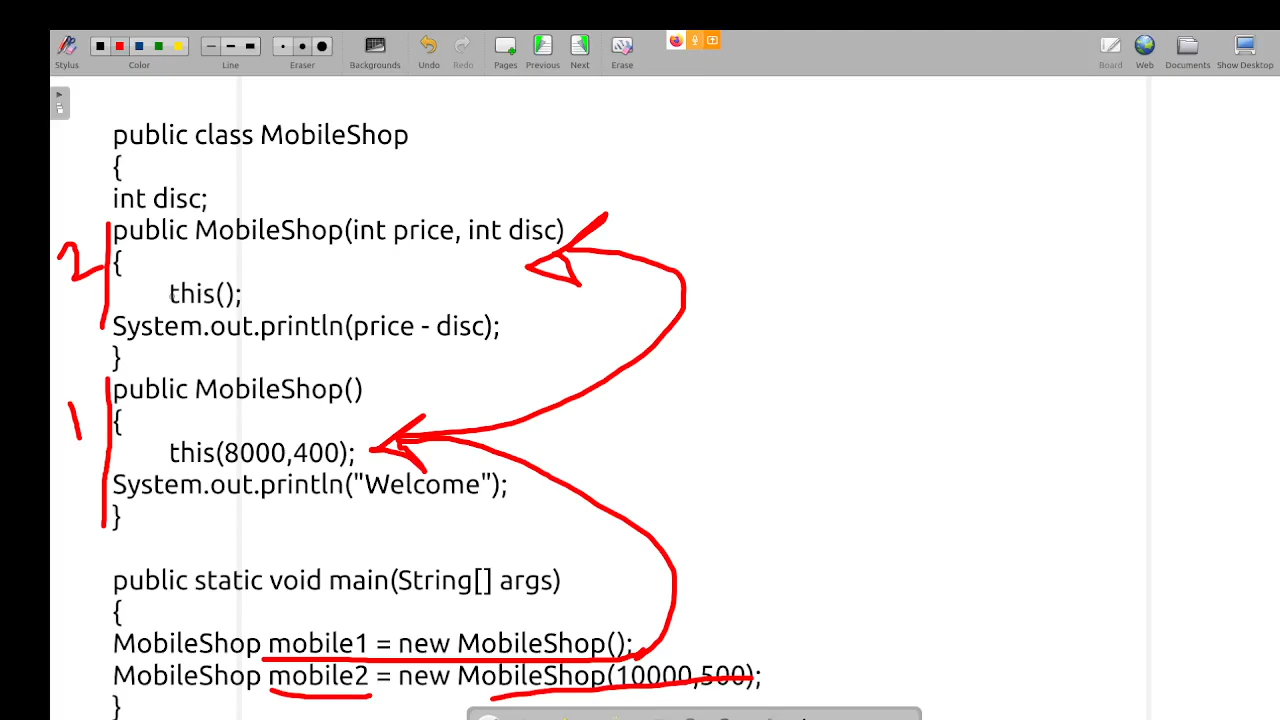 Stylus Color Line Eraser Backgrounds Undo Redo Pages Previous Next Erase Board Web Documents Show Desktop
public class MobileShop
{
int disc;
public MobileShop(int price, int disc)
2
{
this();
System.out.println(price - disc);
}
public MobileShop()
1
{
this(8000,400);
System.out.println("Welcome");
}
public static void main(String[] args)
{
MobileShop mobile1 = new MobileShop();
MobileShop mobile2 = new MobileShop(10000,500);
}